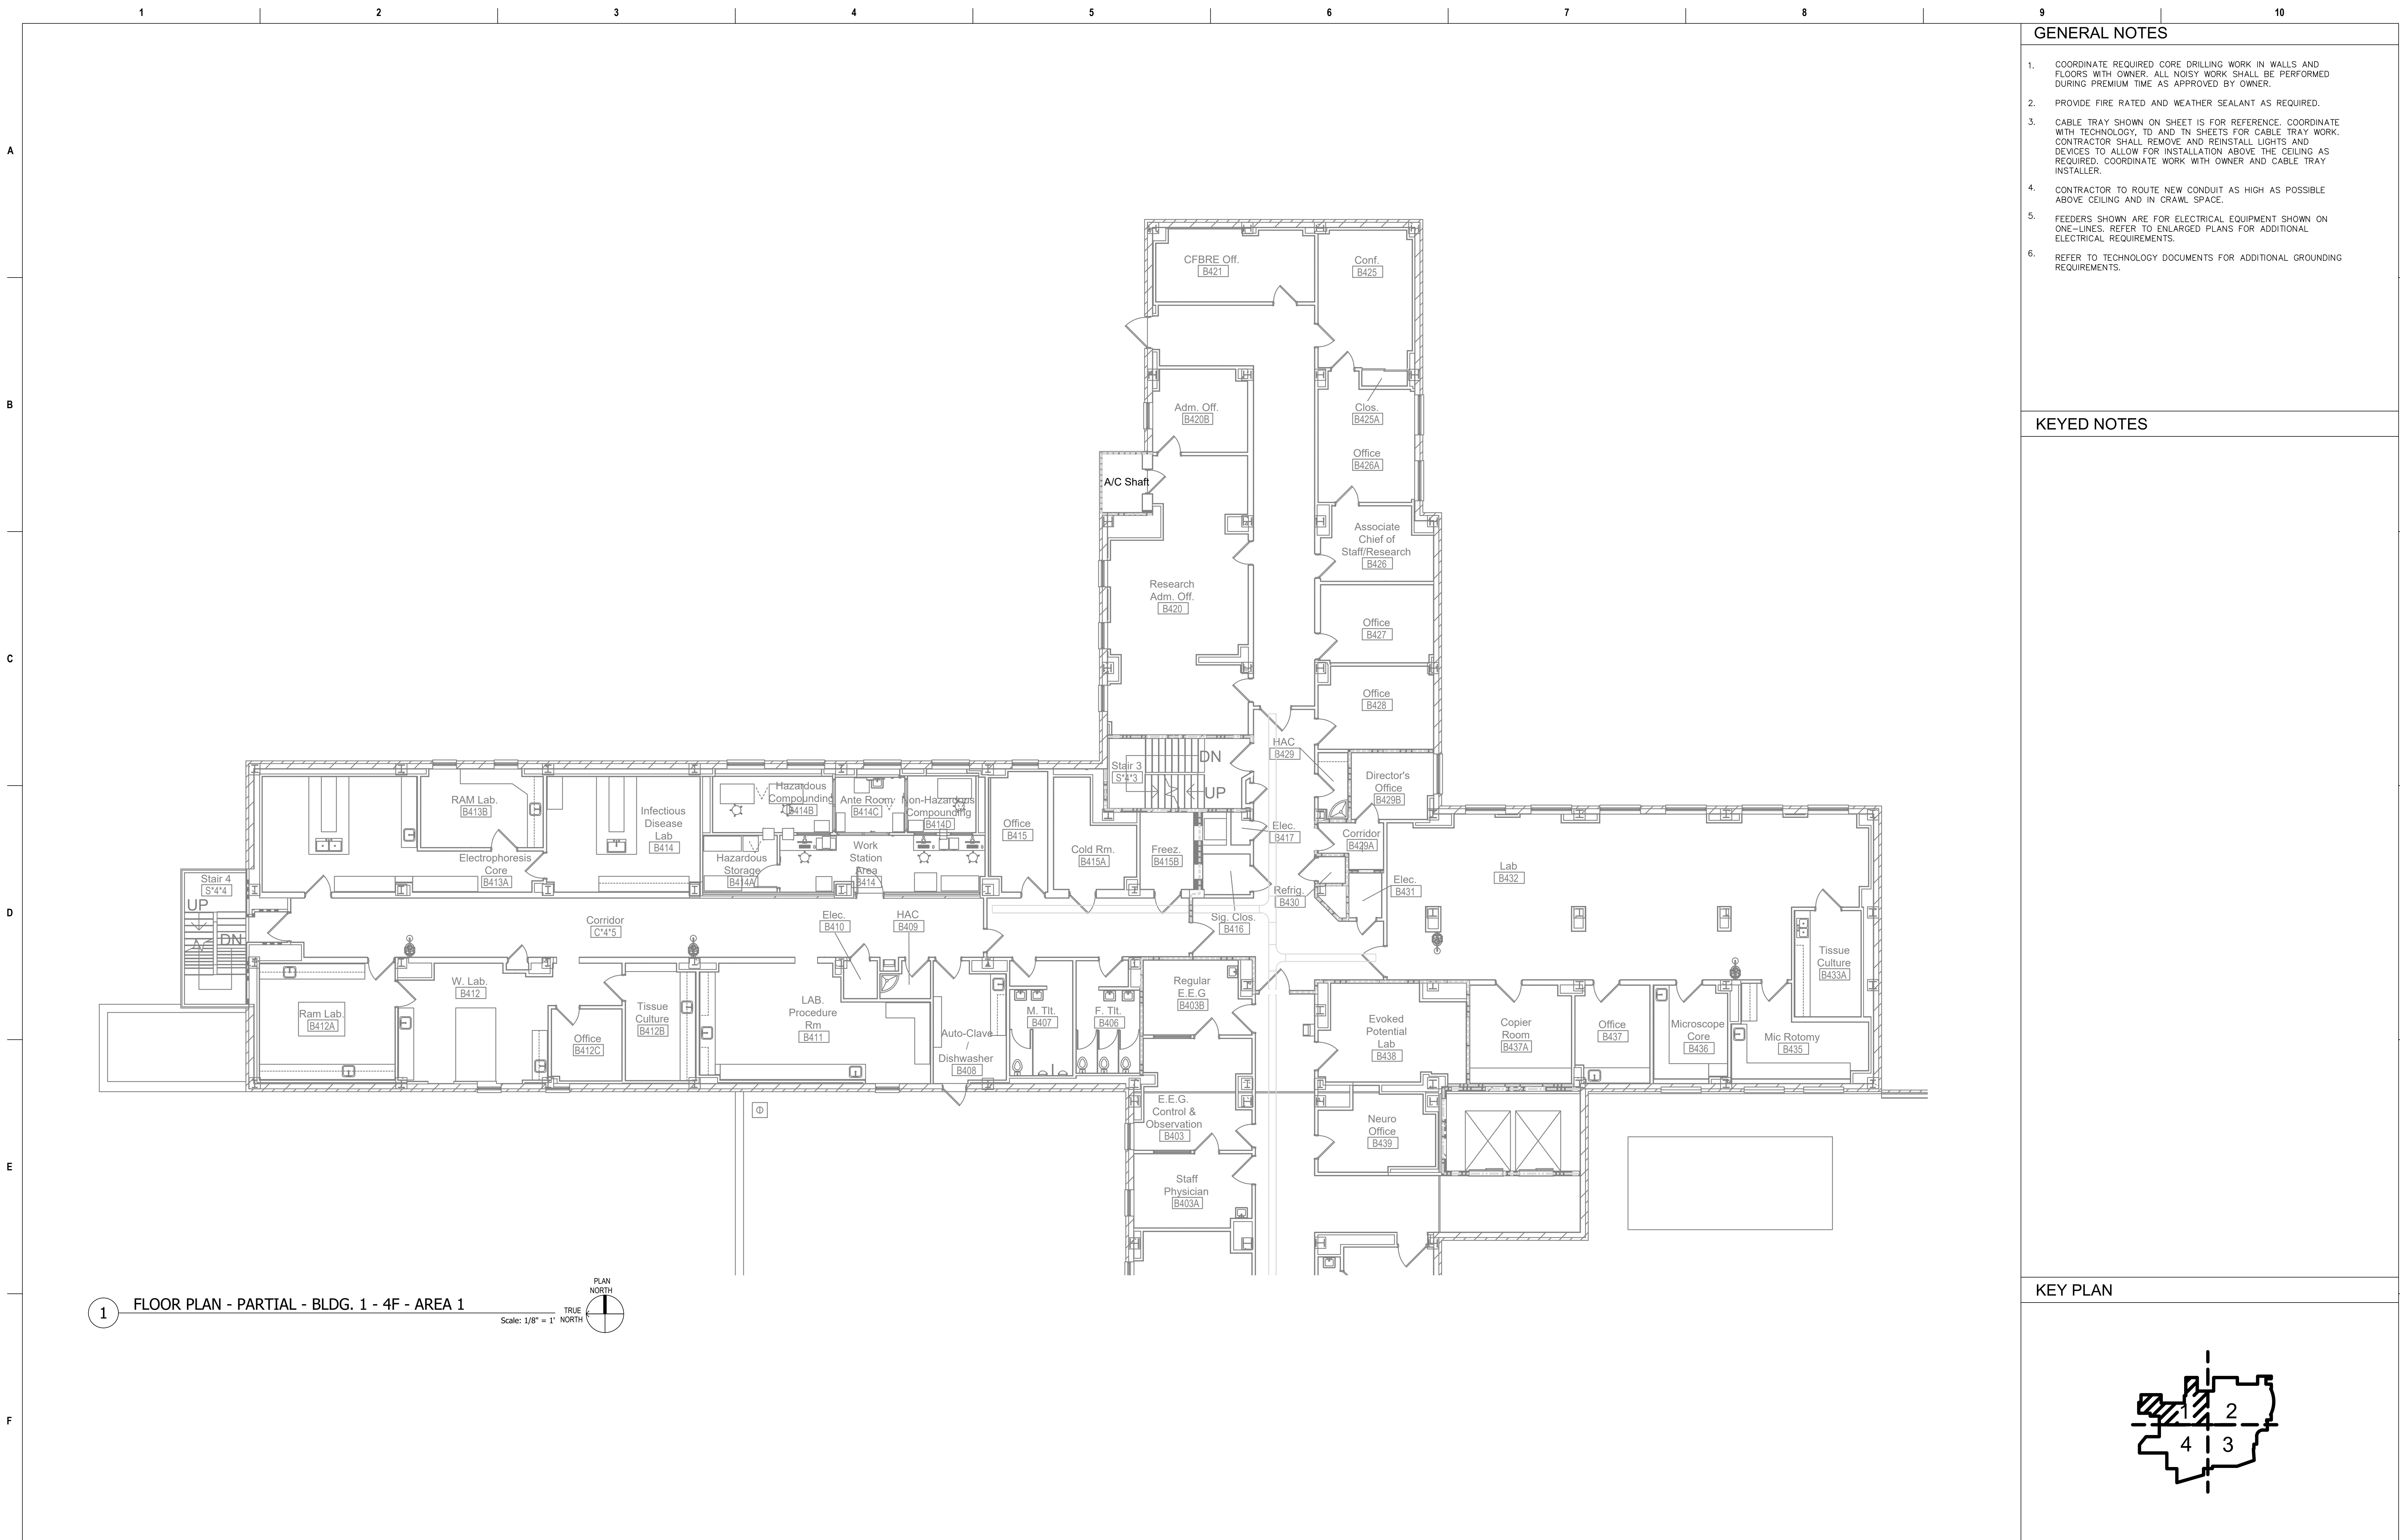 1 2 3 4 5 6 7 8 9 10
A
B
C
D
E
F
GENERAL NOTES
1. COORDINATE REQUIRED CORE DRILLING WORK IN WALLS AND
FLOORS WITH OWNER. ALL NOISY WORK SHALL BE PERFORMED
DURING PREMIUM TIME AS APPROVED BY OWNER.
2. PROVIDE FIRE RATED AND WEATHER SEALANT AS REQUIRED.
3. CABLE TRAY SHOWN ON SHEET IS FOR REFERENCE. COORDINATE
WITH TECHNOLOGY, TD AND TN SHEETS FOR CABLE TRAY WORK.
CONTRACTOR SHALL REMOVE AND REINSTALL LIGHTS AND
DEVICES TO ALLOW FOR INSTALLATION ABOVE THE CEILING AS
REQUIRED. COORDINATE WORK WITH OWNER AND CABLE TRAY
INSTALLER.
4. CONTRACTOR TO ROUTE NEW CONDUIT AS HIGH AS POSSIBLE
ABOVE CEILING AND IN CRAWL SPACE.
5. FEEDERS SHOWN ARE FOR ELECTRICAL EQUIPMENT SHOWN ON
ONE-LINES. REFER TO ENLARGED PLANS FOR ADDITIONAL
ELECTRICAL REQUIREMENTS.
6. REFER TO TECHNOLOGY DOCUMENTS FOR ADDITIONAL GROUNDING
REQUIREMENTS.
KEYED NOTES
KEY PLAN
1
2
4
3
CFBRE Off.
B421
Conf.
B425
Adm. Off.
B420B
Clos.
B425A
Office
B426A
A/C Shaft
Associate
Chief of
Staff/Research
B426
Research
Adm. Off.
B420
Office
B427
Office
B428
HAC
B429
Stair 3
S*4*3
DN
UP
Director's
Office
B429B
RAM Lab.
B413B
Infectious
Disease
Lab
B414
Hazardous
Compounding
B414B
Ante Room
B414C
Non-Hazardous
Compounding
B414D
Office
B415
Cold Rm.
B415A
Freez.
B415B
Elec.
B417
Corridor
B429A
Electrophoresis
Core
B413A
Hazardous
Storage
B414A
Work
Station
Area
B414
Lab
B432
Stair 4
S*4*4
UP
DN
Refrig.
B430
Elec.
B431
Sig. Clos.
B416
Corridor
C*4*5
Elec.
B410
HAC
B409
Tissue
Culture
B433A
Ram Lab.
B412A
W. Lab.
B412
Office
B412C
Tissue
Culture
B412B
LAB.
Procedure
Rm
B411
Auto-Clave
/
Dishwasher
B408
M. Tlt.
B407
F. Tlt.
B406
Regular
E.E.G
B403B
Evoked
Potential
Lab
B438
Copier
Room
B437A
Office
B437
Microscope
Core
B436
Mic Rotomy
B435
E.E.G.
Control &
Observation
B403
Neuro
Office
B439
Staff
Physician
B403A
1
FLOOR PLAN - PARTIAL - BLDG. 1 - 4F - AREA 1
Scale: 1/8" = 1'
PLAN
NORTH
TRUE
NORTH